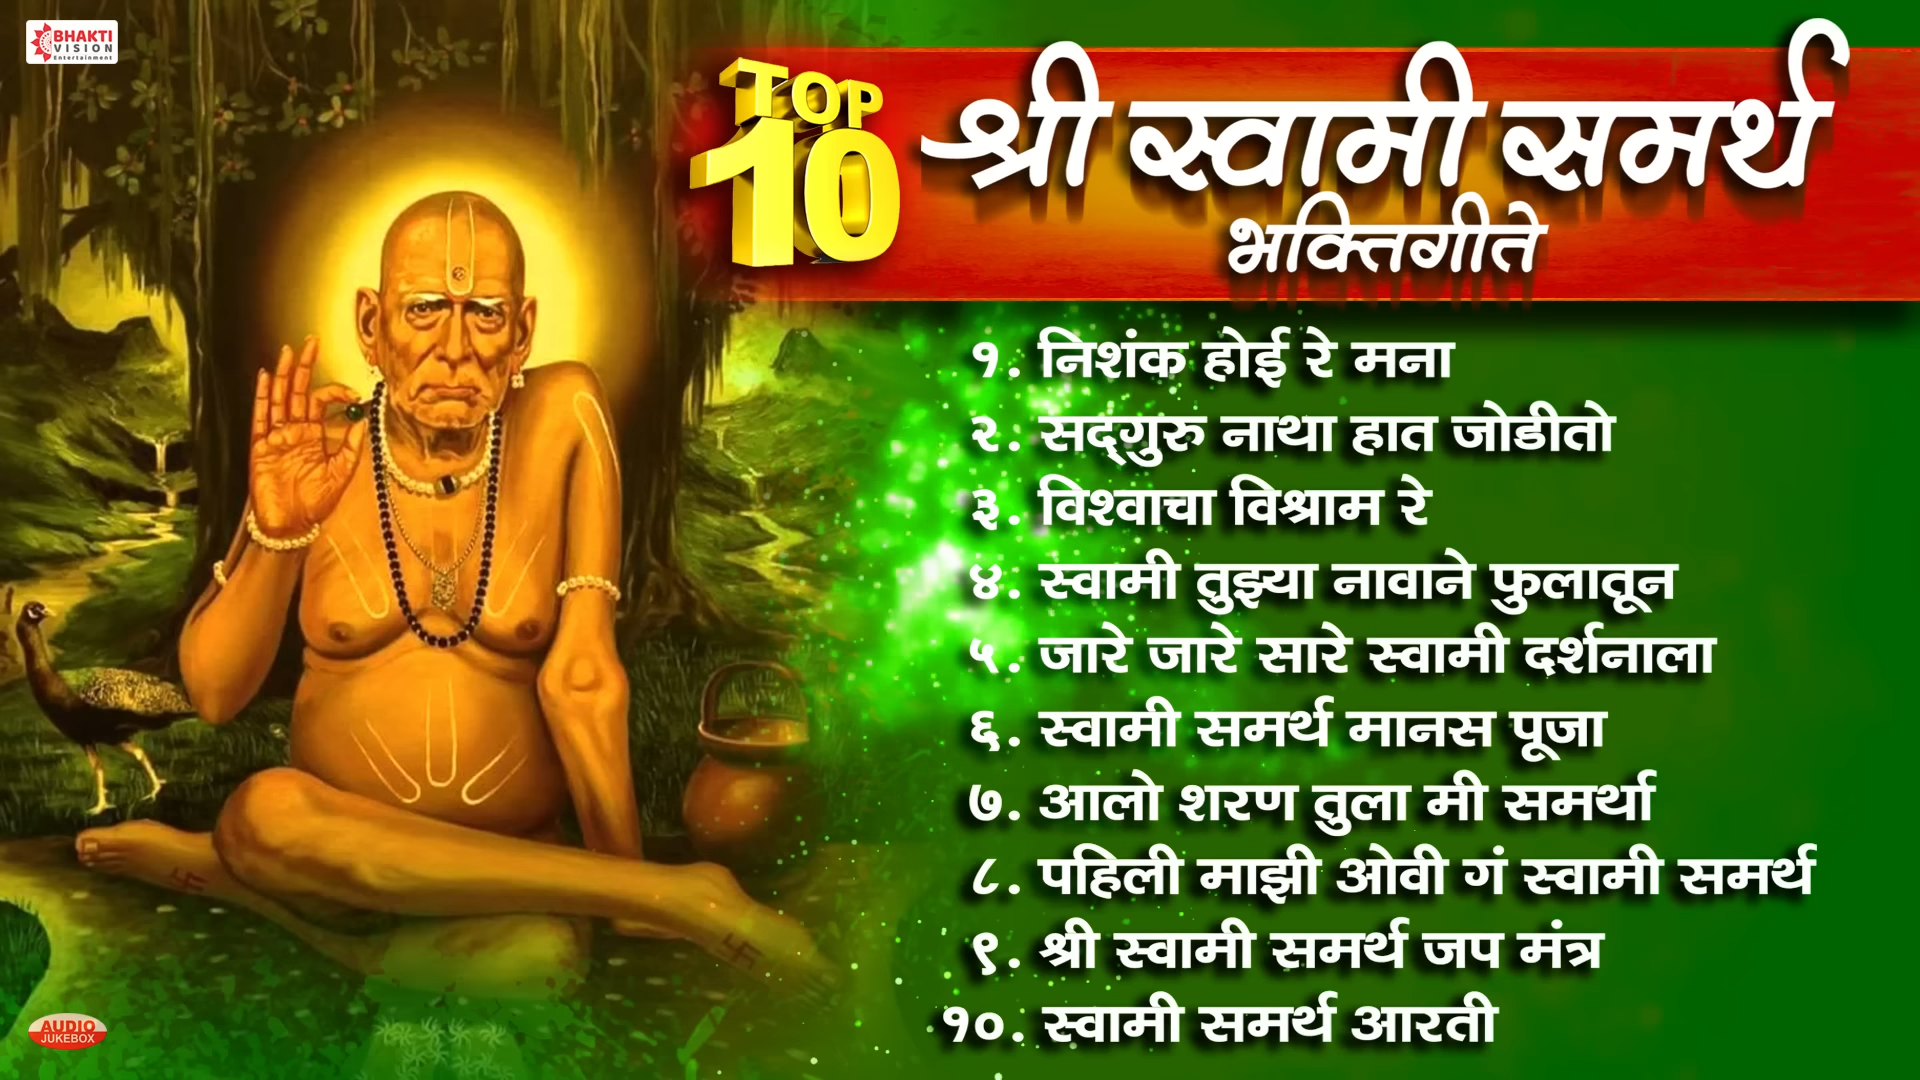 BHAKTI
VISION
Entertainment
TOP
10
श्री स्वामी समर्थ
भक्तिगीते
१. निशंक होई रे मना
२. सद्‌गुरु नाथा हात जोडीतो
३. विश्वाचा विश्राम रे
४. स्वामी तुझ्या नावाने फुलातून
५. जारे जारे सारे स्वामी दर्शनाला
६. स्वामी समर्थ मानस पूजा
७. आलो शरण तुला मी समर्था
८. पहिली माझी ओवी गं स्वामी समर्थ
९. श्री स्वामी समर्थ जप मंत्र
१०. स्वामी समर्थ आरती
AUDIO
JUKEBOX